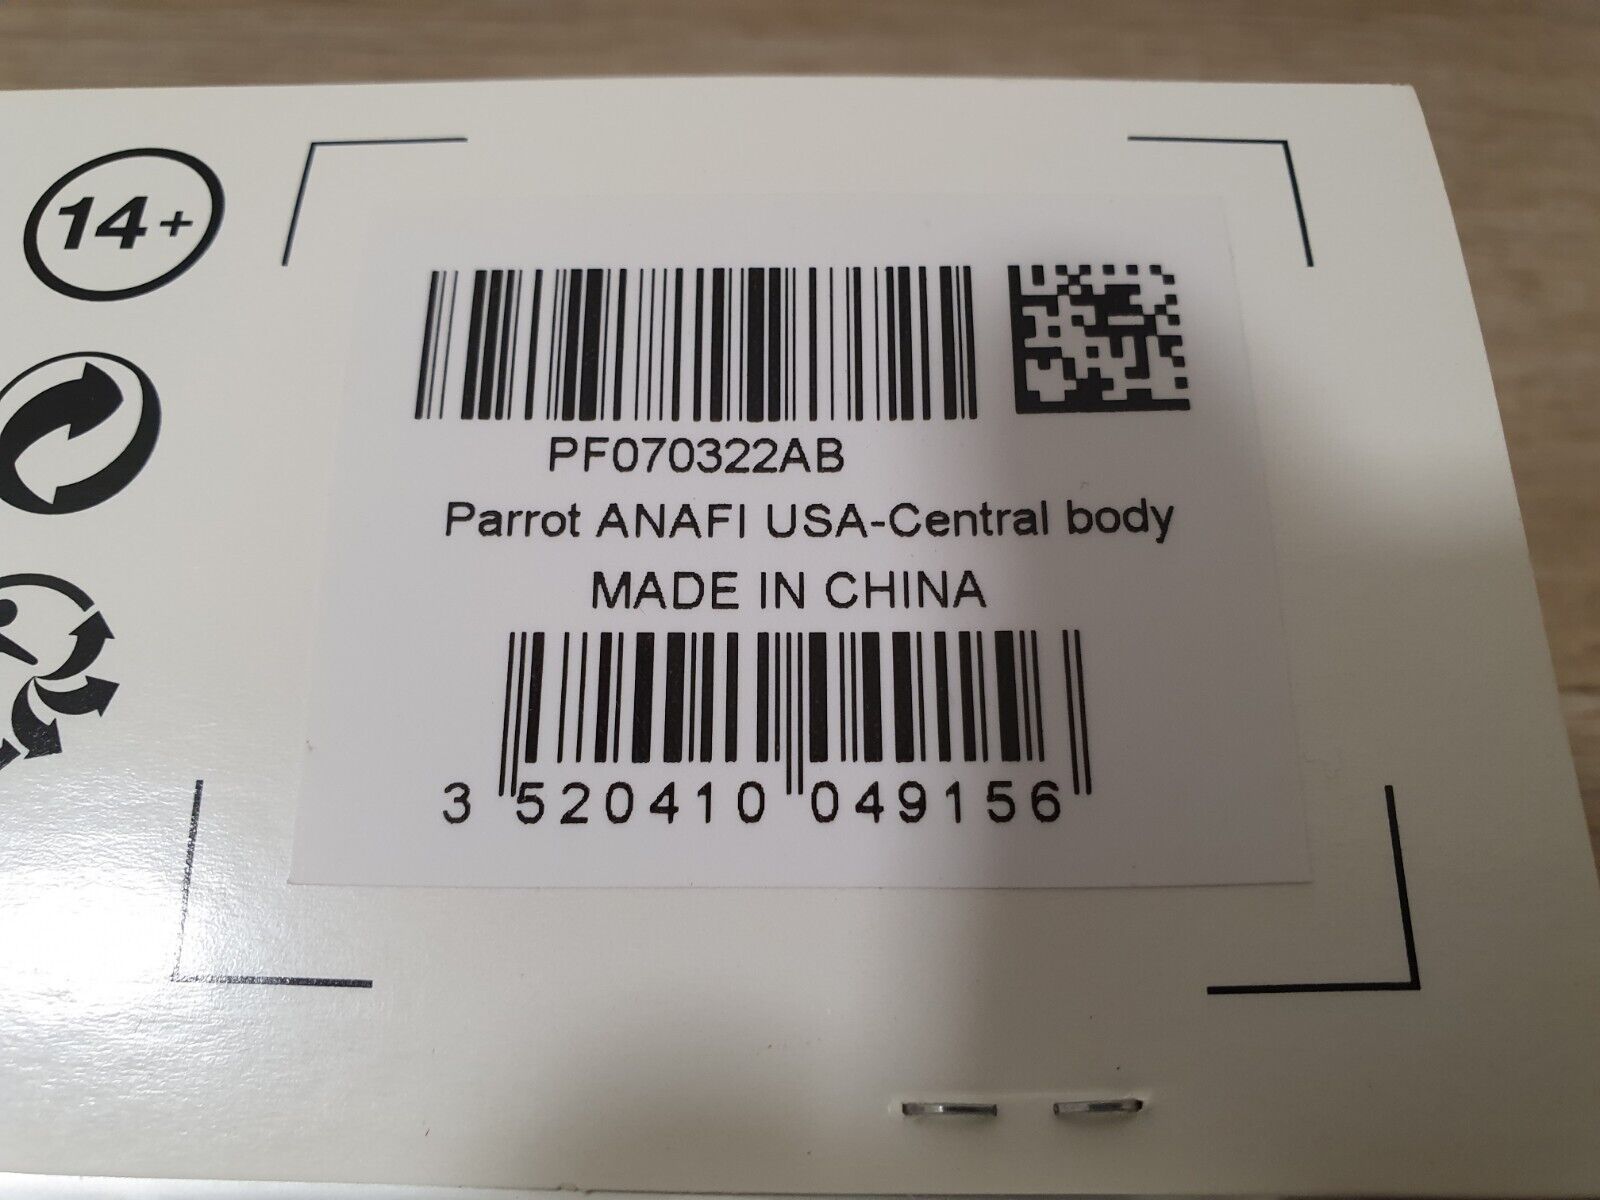 14+
PF070322AB
Parrot ANAFI USA-Central body
MADE IN CHINA
3 520410 049156